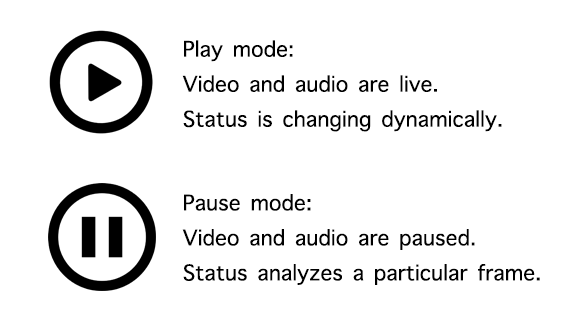 Play mode:
Video and audio are live.
Status is changing dynamically.
Pause mode:
Video and audio are paused.
Status analyzes a particular frame.